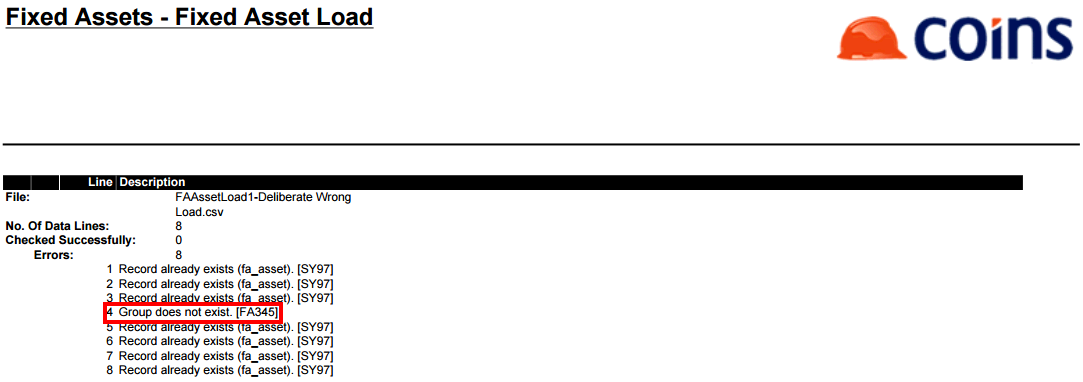 Fixed Assets - Fixed Asset Load
coins
Line Description
File: FAAssetLoad1-Deliberate Wrong
Load.csv
No. Of Data Lines: 8
Checked Successfully: 0
Errors: 8
1 Record already exists (fa_asset). [SY97]
2 Record already exists (fa_asset). [SY97]
3 Record already exists (fa_asset). [SY97]
4 Group does not exist. [FA345]
5 Record already exists (fa_asset). [SY97]
6 Record already exists (fa_asset). [SY97]
7 Record already exists (fa_asset). [SY97]
8 Record already exists (fa_asset). [SY97]